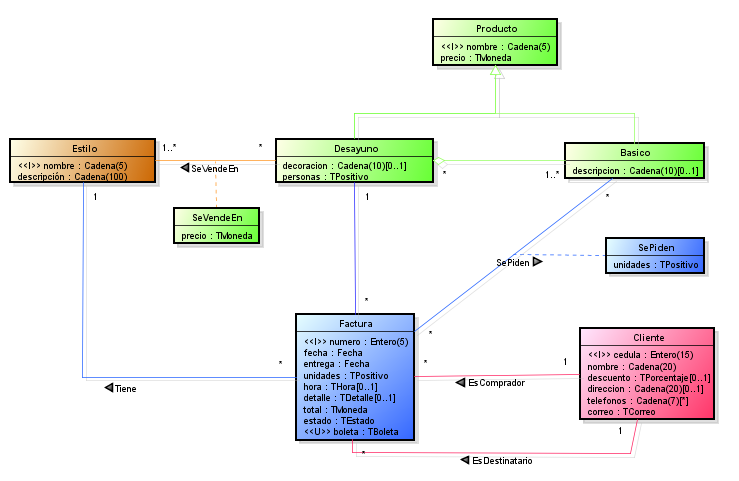 Producto
<<I>> nombre : Cadena(5)
precio : TMoneda
Estilo
<<I>> nombre : Cadena(5)
descripción : Cadena(100)
1..*
*
SeVendeEn
Desayuno
decoracion : Cadena(10)[0..1]
personas : TPositivo
*
1..*
Basico
descripcion : Cadena(10)[0..1]
1
1
*
SeVendeEn
precio : TMoneda
SePiden
unidades : TPositivo
SePiden
*
*
Factura
<<I>> numero : Entero(5)
fecha : Fecha
entrega : Fecha
unidades : TPositivo
hora : THora[0..1]
detalle : TDetalle[0..1]
total : TMoneda
estado : TEstado
<<U>> boleta : TBoleta
Cliente
<<I>> cedula : Entero(15)
nombre : Cadena(20)
descuento : TPorcentaje[0..1]
direccion : Cadena(20)[0..1]
telefonos : Cadena(7)[*]
correo : TCorreo
*
Tiene
*
1
EsComprador
1
*
EsDestinatario